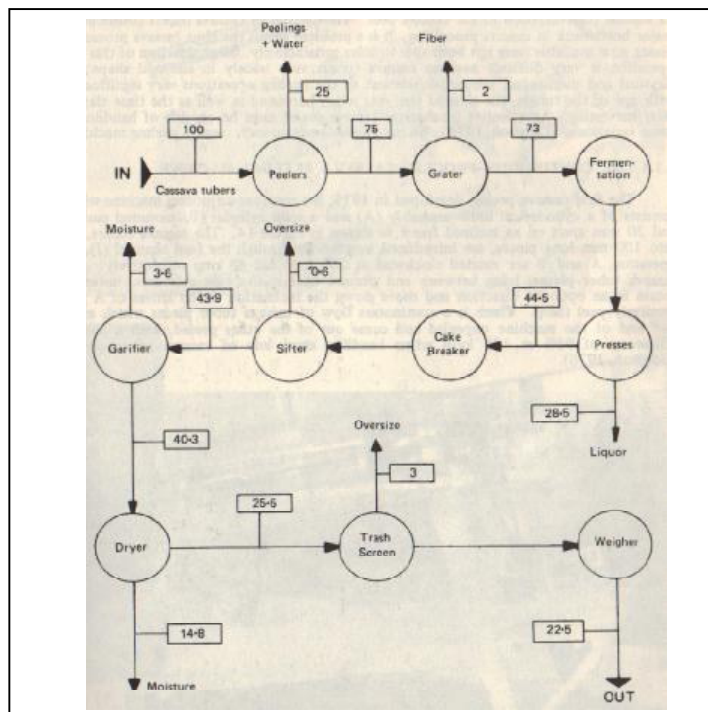 Peelings
+ Water
Fiber
25
2
100
75
73
IN
Cassava tubers
Peelers
Grater
Fermen-
tation
Moisture
Oversize
3·6
0·6
43·9
44·5
Garifier
Sifter
Cake
Breaker
Presses
28·5
Liquor
40·3
Oversize
3
25·5
Dryer
Trash
Screen
Weigher
14·8
22·5
Moisture
OUT